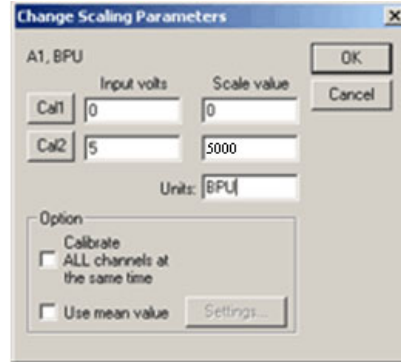 Change Scaling Parameters
A1, BPU
OK
Input volts Scale value
Cancel
Cal1 0 0
Cal2 5 5000
Units: BPU
Option
Calibrate
ALL channels at
the same time
Use mean value Settings...